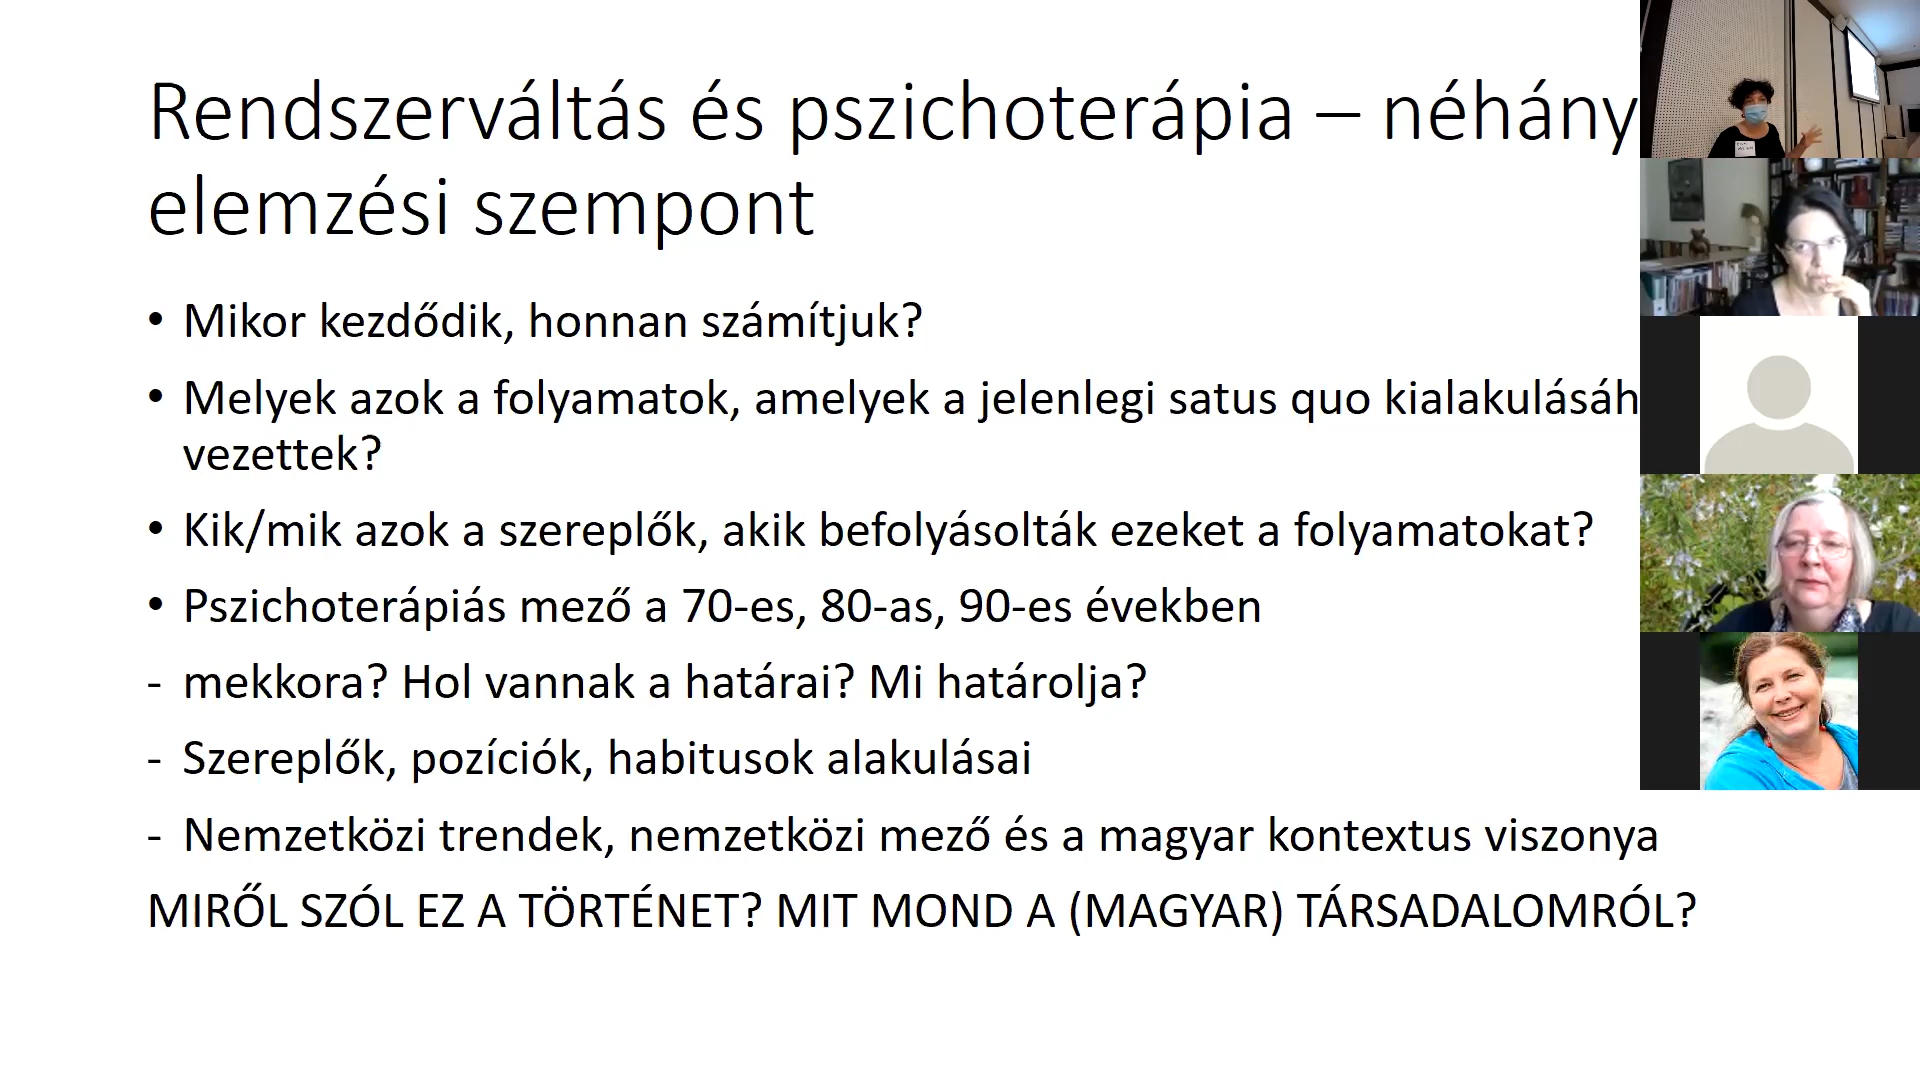 Rendszerváltás és pszichoterápia – néhány
elemzési szempont
• Mikor kezdődik, honnan számítjuk?
• Melyek azok a folyamatok, amelyek a jelenlegi satus quo kialakulásáh
vezettek?
• Kik/mik azok a szereplők, akik befolyásolták ezeket a folyamatokat?
• Pszichoterápiás mező a 70-es, 80-as, 90-es években
- mekkora? Hol vannak a határai? Mi határolja?
- Szereplők, pozíciók, habitusok alakulásai
- Nemzetközi trendek, nemzetközi mező és a magyar kontextus viszonya
MIRŐL SZÓL EZ A TÖRTÉNET? MIT MOND A (MAGYAR) TÁRSADALOMRÓL?